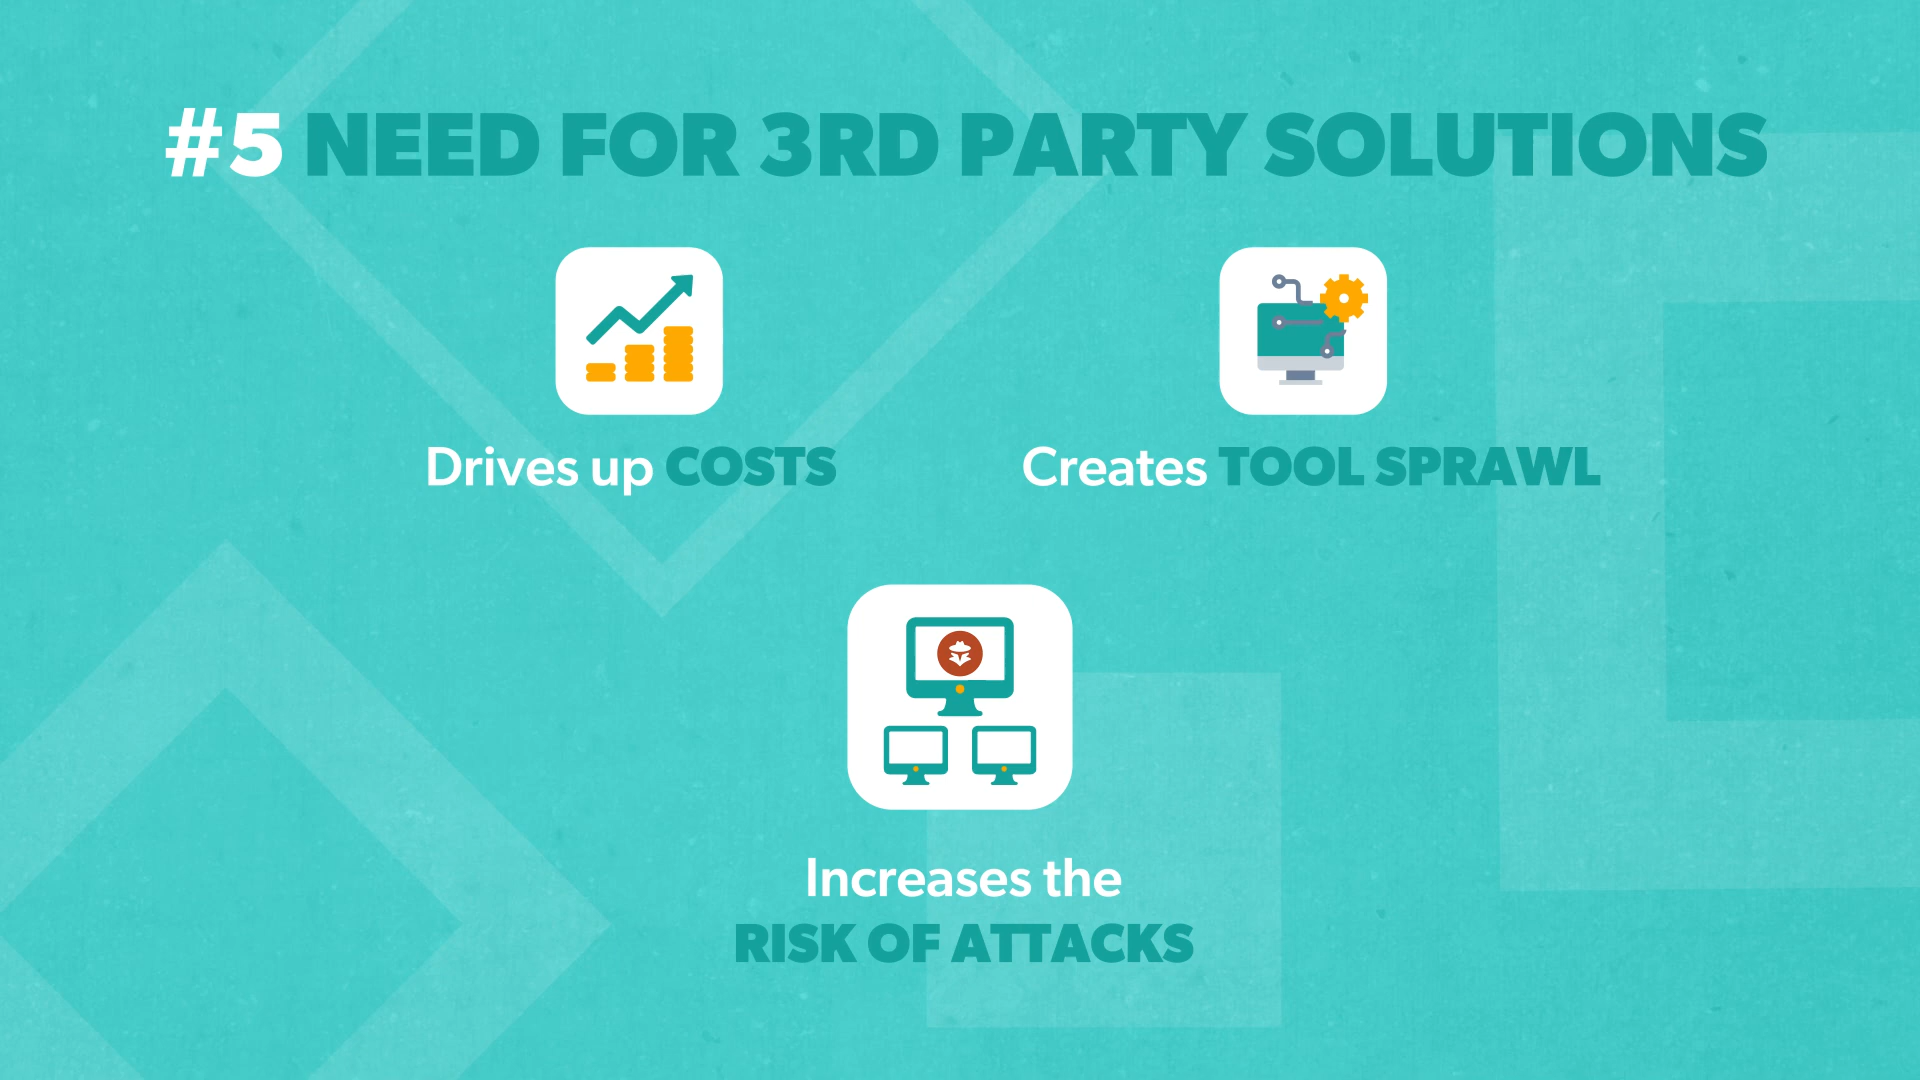 #5 NEED FOR 3RD PARTY SOLUTIONS
Drives up COSTS
Creates TOOL SPRAWL
Increases the
RISK OF ATTACKS